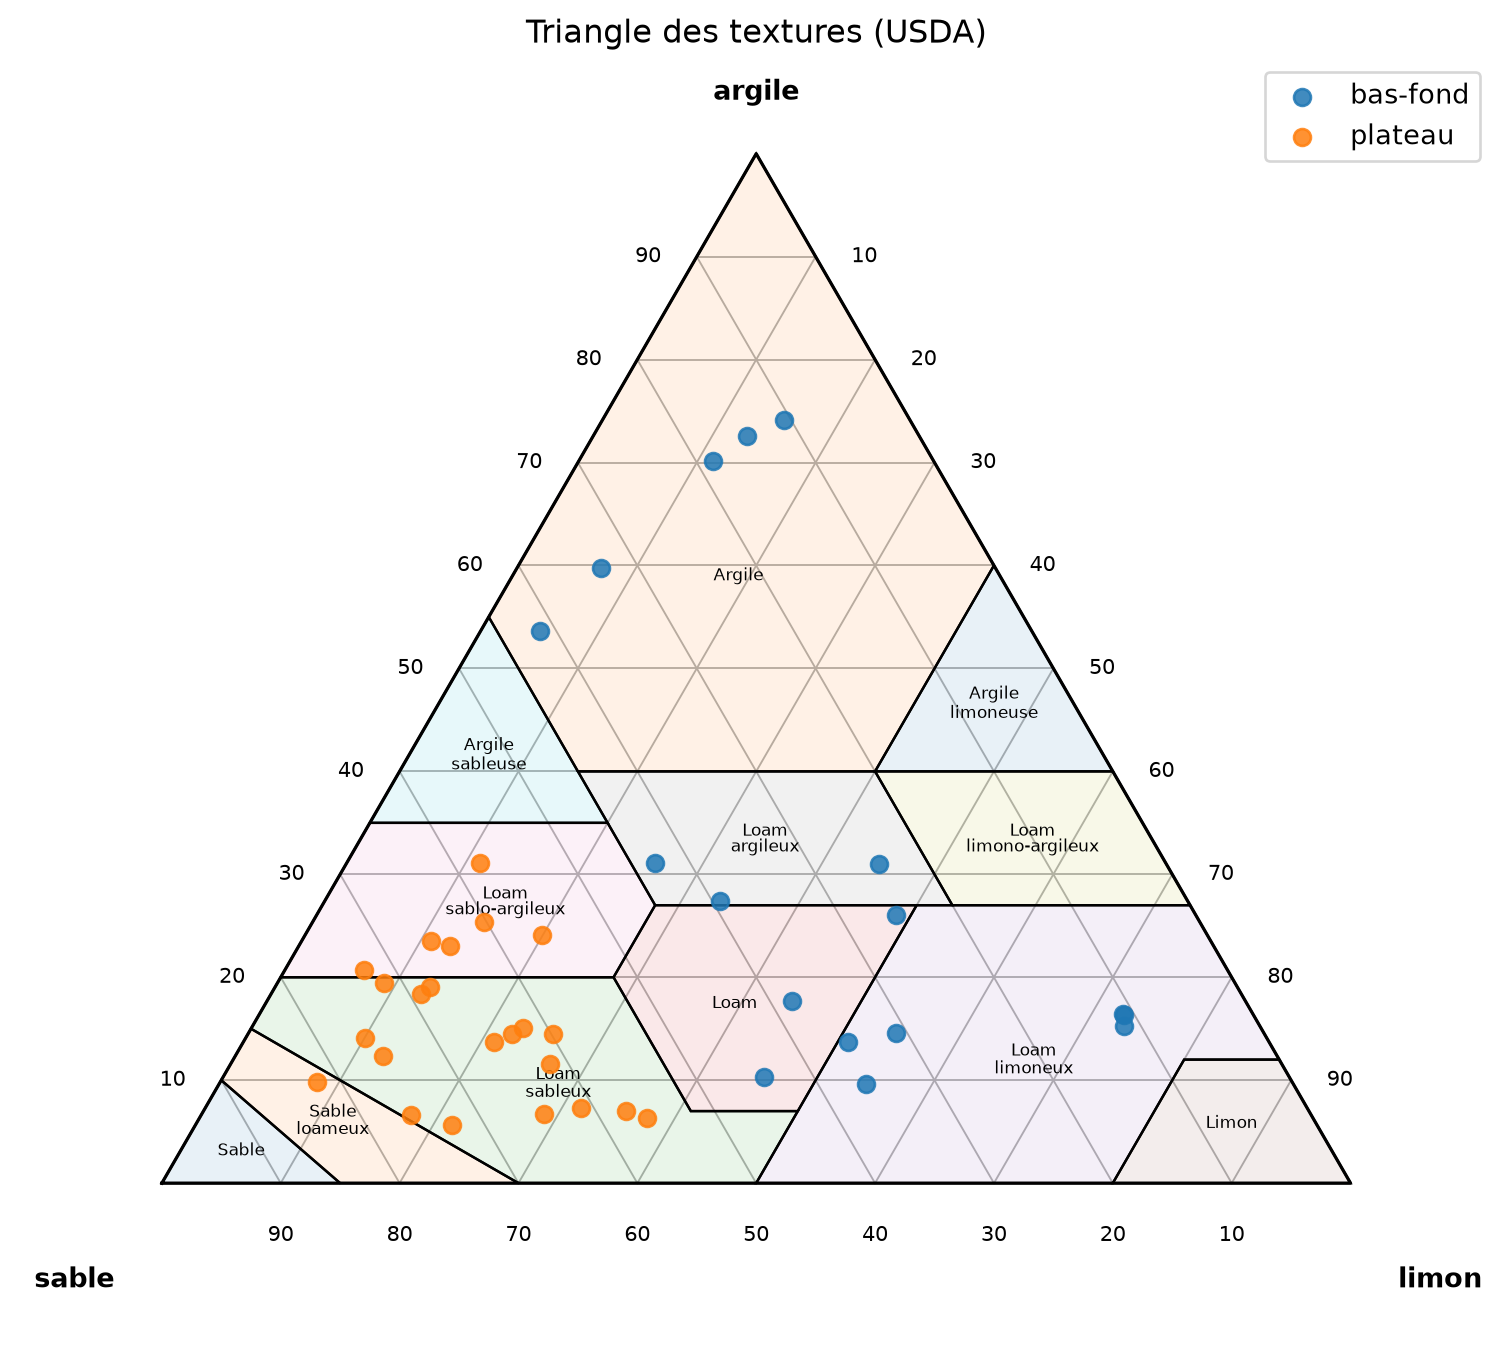 Triangle des textures (USDA)
argile
bas-fond
plateau
90
10
80
20
70
30
60
40
Argile
50
50
Argile
limoneuse
Argile
sableuse
40
60
Loam
argileux
Loam
limono-argileux
30
70
Loam
sablo-argileux
20
80
Loam
Loam
limoneux
10
90
Loam
sableux
Sable
loameux
Limon
Sable
90
80
70
60
50
40
30
20
10
sable
limon